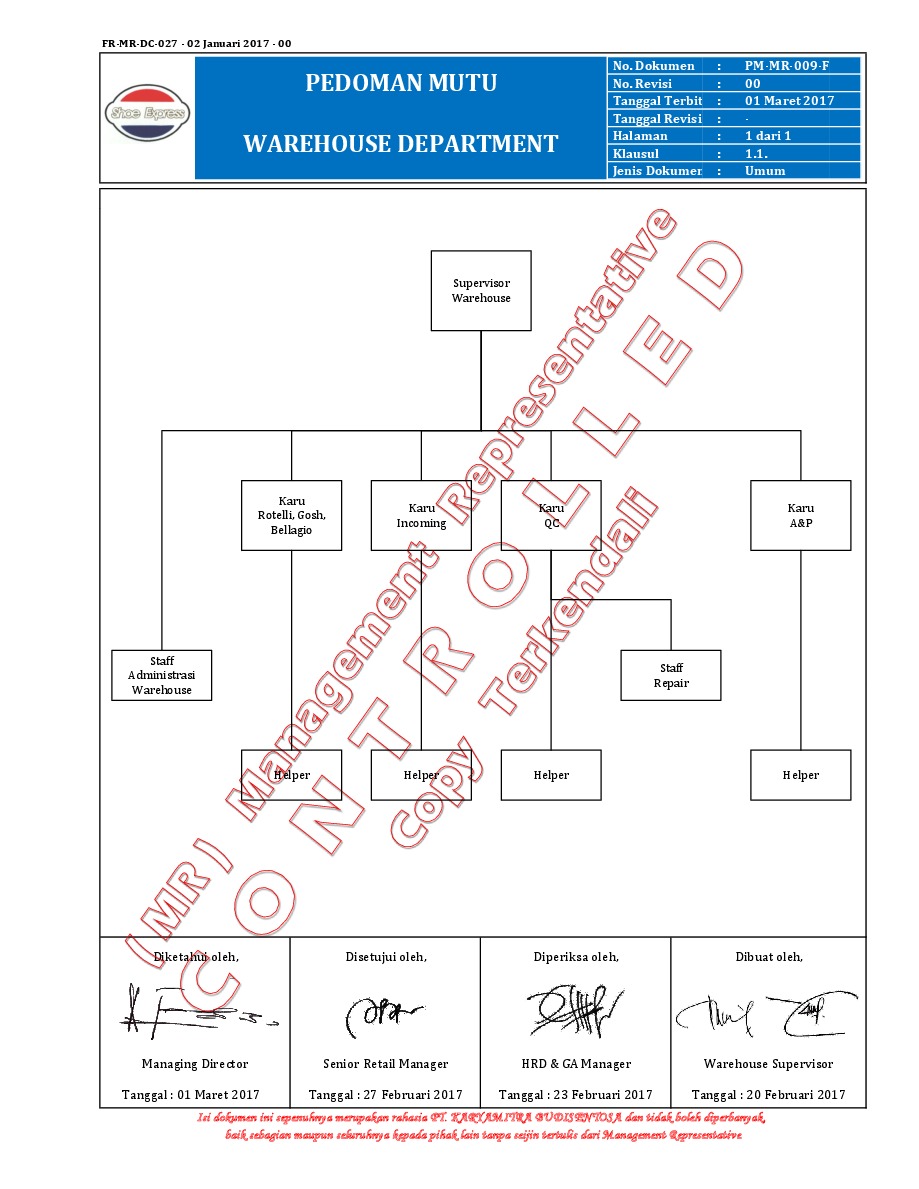 FR-MR-DC-027 - 02 Januari 2017 - 00
Shoe Express
PEDOMAN MUTU
WAREHOUSE DEPARTMENT
No. Dokumen : PM-MR-009-F
No. Revisi : 00
Tanggal Terbit : 01 Maret 2017
Tanggal Revisi : -
Halaman : 1 dari 1
Klausul : 1.1.
Jenis Dokumen : Umum
Supervisor
Warehouse
Karu
Rotelli, Gosh,
Bellagio
Karu
Incoming
Karu
QC
Karu
A&P
Staff
Administrasi
Warehouse
Staff
Repair
Helper
Helper
Helper
Helper
(MR) Management Representative
CONTROLLED
Copy Terkendali
Diketahui oleh,
Disetujui oleh,
Diperiksa oleh,
Dibuat oleh,
Managing Director
Senior Retail Manager
HRD & GA Manager
Warehouse Supervisor
Tanggal : 01 Maret 2017
Tanggal : 27 Februari 2017
Tanggal : 23 Februari 2017
Tanggal : 20 Februari 2017
Isi dokumen ini sepenuhnya merupakan rahasia PT. KARYAMITRA BUDISENTOSA dan tidak boleh diperbanyak,
baik sebagian maupun seluruhnya kepada pihak lain tanpa seijin tertulis dari Management Representative